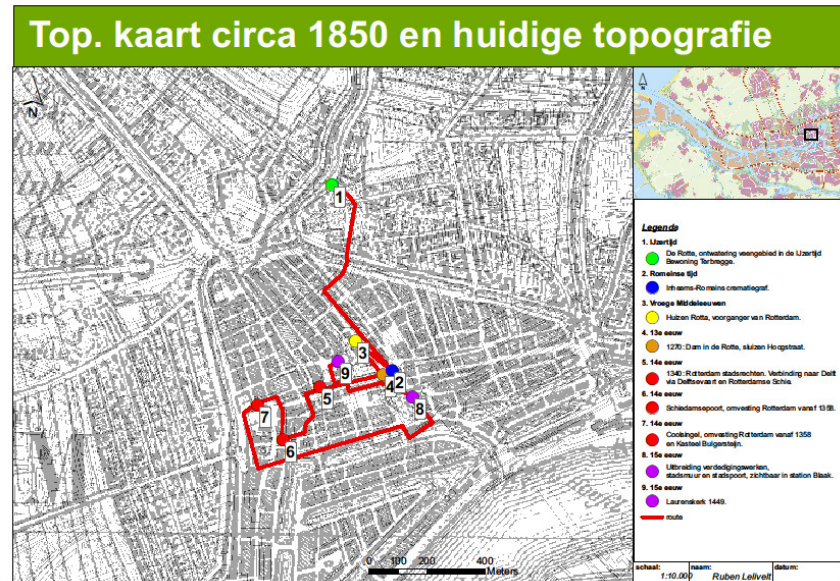 Top. kaart circa 1850 en huidige topografie
N
N
1
3
2
9
4
5
8
7
6
0 100 200 400
Meters
Legenda
1. IJzertijd
De Rotte, ontwatering veengebied in de IJzertijd
Bewoning Terbregge.
2. Romeinse tijd
Inheems-Romeins crematiegraf.
3. Vroege Middeleeuwen
Huizen Rotta, voorganger van Rotterdam.
4. 13e eeuw
1270: Dam in de Rotte, sluizen Hoogstraat.
5. 14e eeuw
1340: Rotterdam stadsrechten. Verbinding naar Delft
via Delftsevaart en Rotterdamse Schie.
6. 14e eeuw
Schiedamsepoort, omvesting Rotterdam vanaf 1358.
7. 14e eeuw
Coolsingel, omvesting Rotterdam vanaf 1358
en Kasteel Bulgersteijn.
8. 15e eeuw
Uitbreiding verdedigingswerken,
stadsmuur en stadspoort, zichtbaar in station Blaak.
9. 15e eeuw
Laurenskerk 1449.
route
schaal: naam: datum:
1:10.000 Ruben Lelivelt